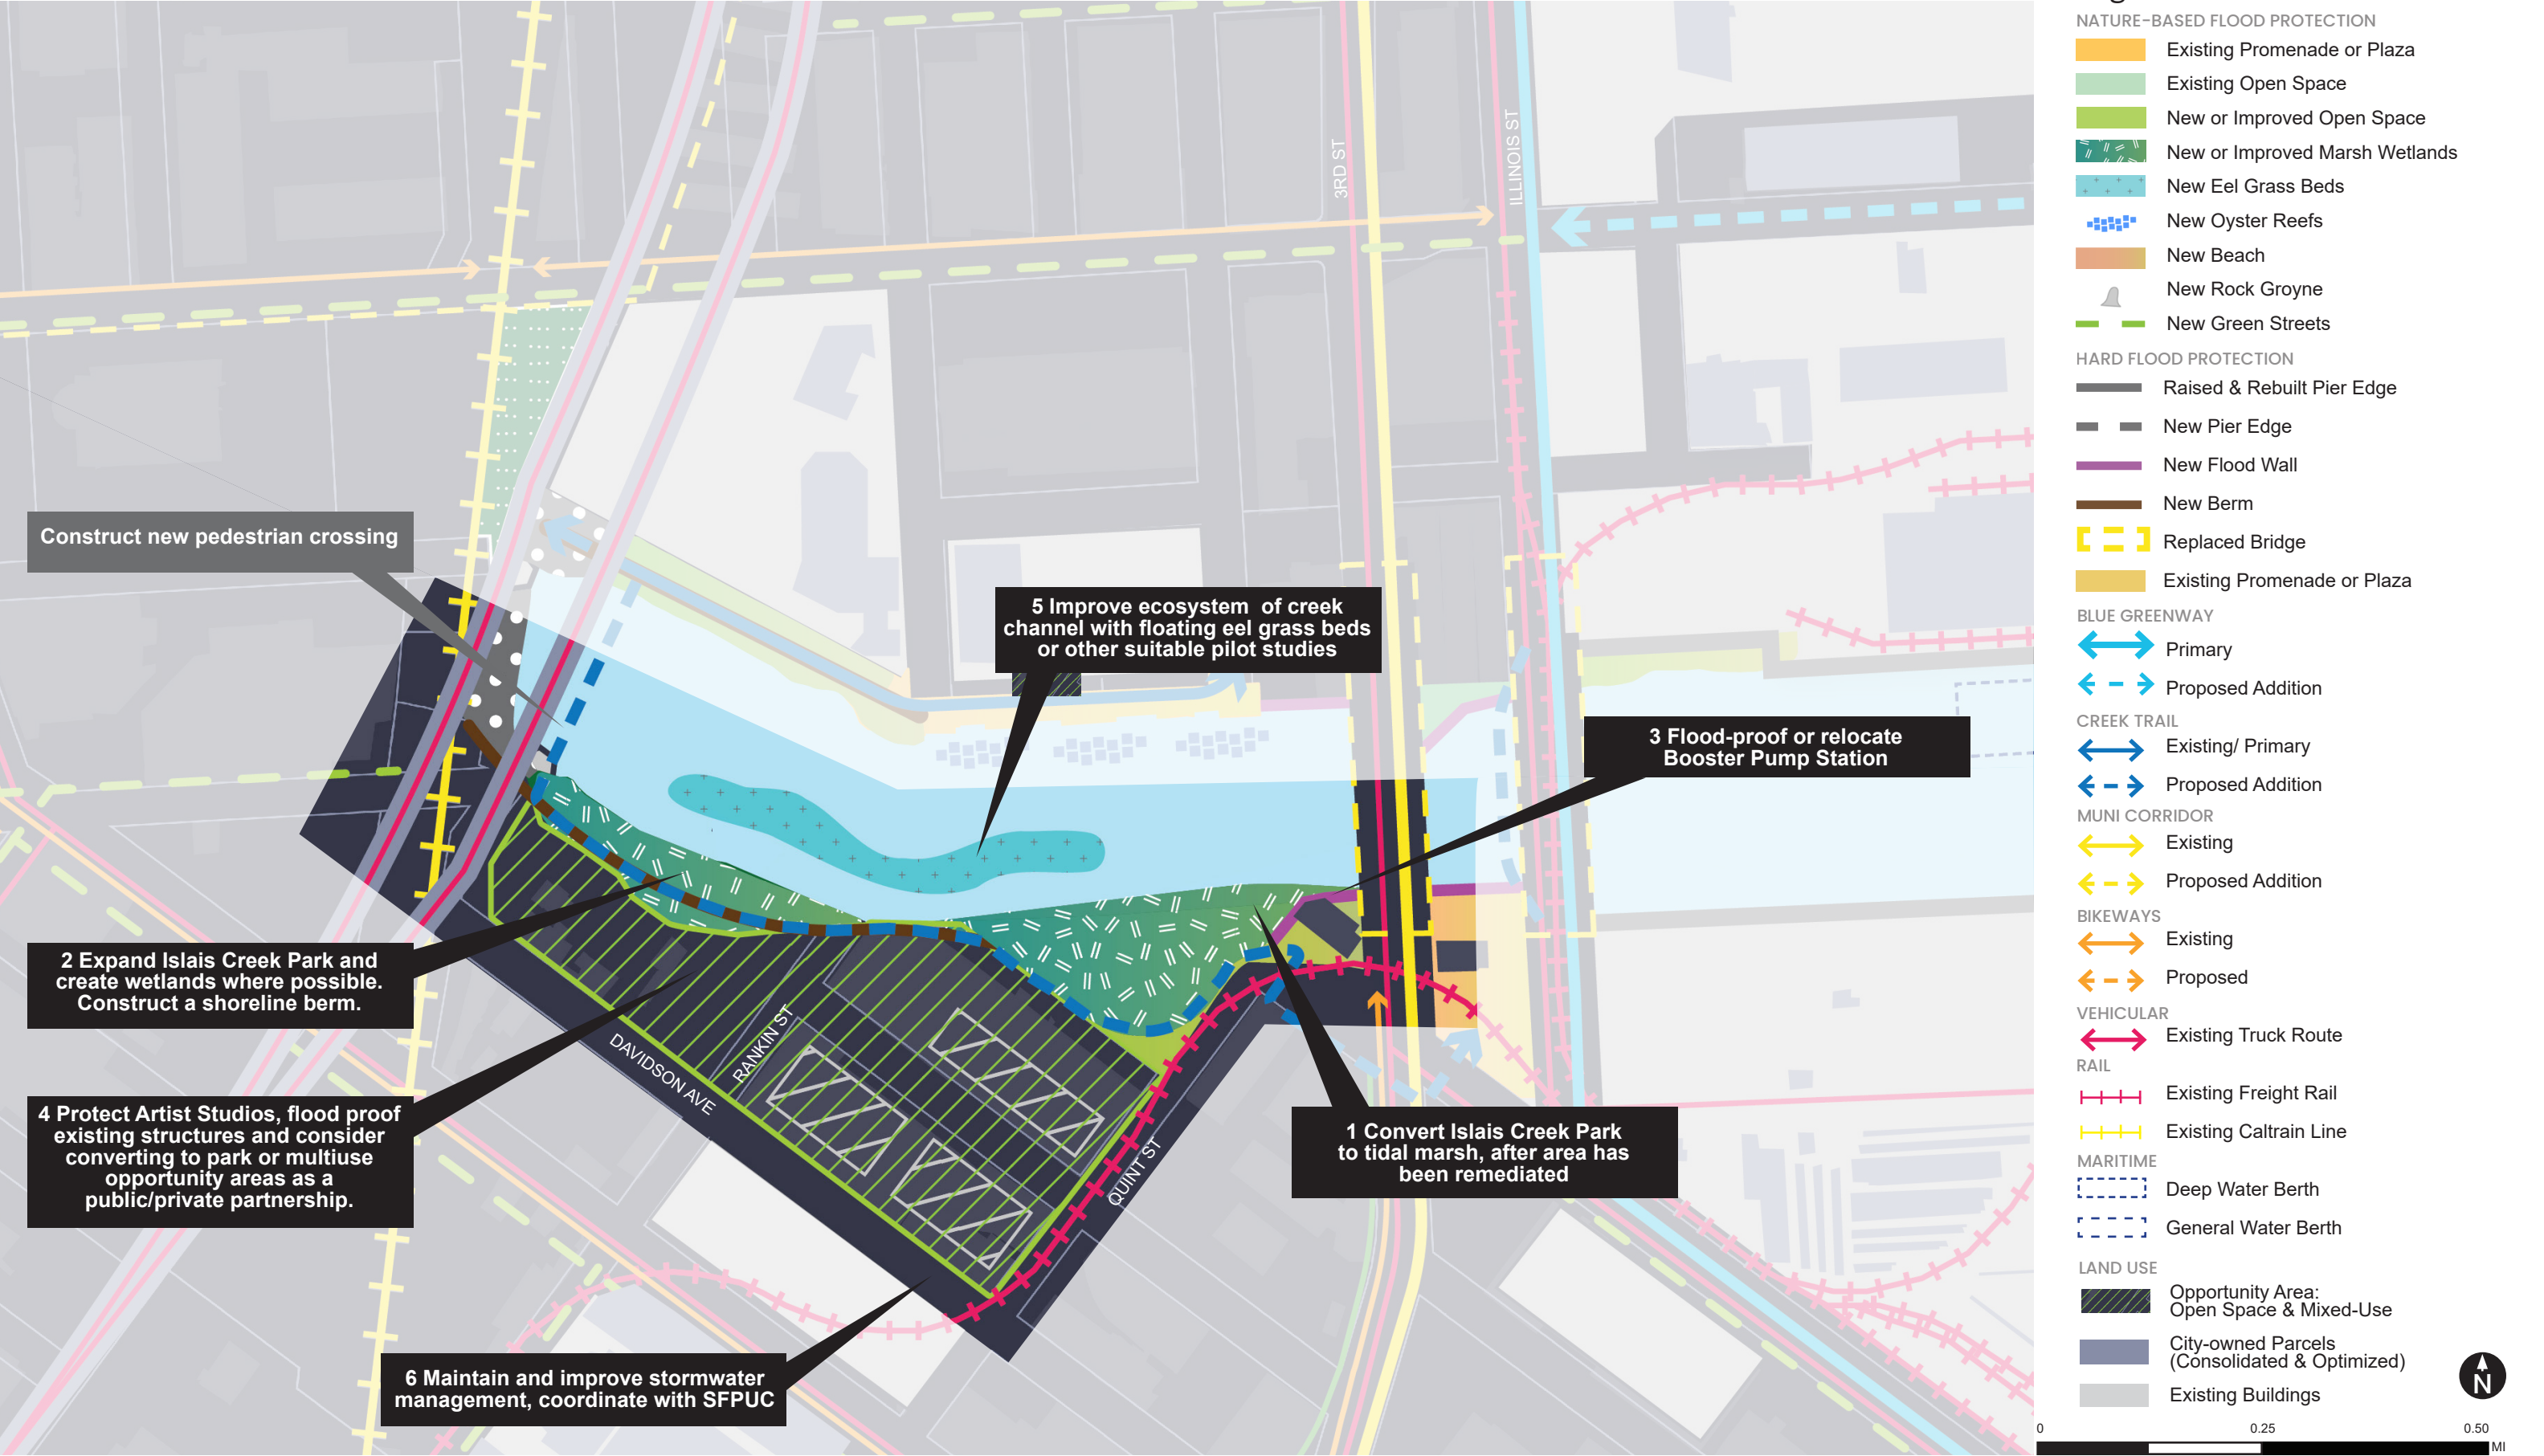 3RD ST
ILLINOIS ST
Construct new pedestrian crossing
5 Improve ecosystem of creek
channel with floating eel grass beds
or other suitable pilot studies
3 Flood-proof or relocate
Booster Pump Station
2 Expand Islais Creek Park and
create wetlands where possible.
Construct a shoreline berm.
RANKIN ST
DAVIDSON AVE
4 Protect Artist Studios, flood proof
existing structures and consider
converting to park or multiuse
opportunity areas as a
public/private partnership.
1 Convert Islais Creek Park
to tidal marsh, after area has
been remediated
QUINT ST
6 Maintain and improve stormwater
management, coordinate with SFPUC
NATURE-BASED FLOOD PROTECTION
Existing Promenade or Plaza
Existing Open Space
New or Improved Open Space
New or Improved Marsh Wetlands
New Eel Grass Beds
New Oyster Reefs
New Beach
New Rock Groyne
New Green Streets
HARD FLOOD PROTECTION
Raised & Rebuilt Pier Edge
New Pier Edge
New Flood Wall
New Berm
Replaced Bridge
Existing Promenade or Plaza
BLUE GREENWAY
Primary
Proposed Addition
CREEK TRAIL
Existing/ Primary
Proposed Addition
MUNI CORRIDOR
Existing
Proposed Addition
BIKEWAYS
Existing
Proposed
VEHICULAR
Existing Truck Route
RAIL
Existing Freight Rail
Existing Caltrain Line
MARITIME
Deep Water Berth
General Water Berth
LAND USE
Opportunity Area:
Open Space & Mixed-Use
City-owned Parcels
(Consolidated & Optimized)
Existing Buildings
N
0 0.25 0.50
MI